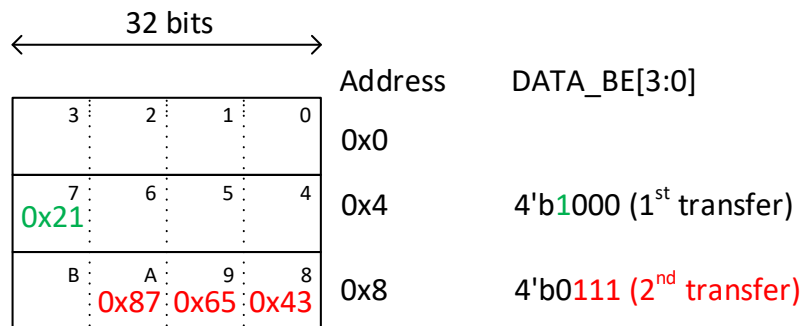 32 bits
Address DATA_BE[3:0]
3 2 1 0
0x0
7 6 5 4
0x21
0x4 4'b1000 (1st transfer)
B A 9 8
0x87 0x65 0x43
0x8 4'b0111 (2nd transfer)